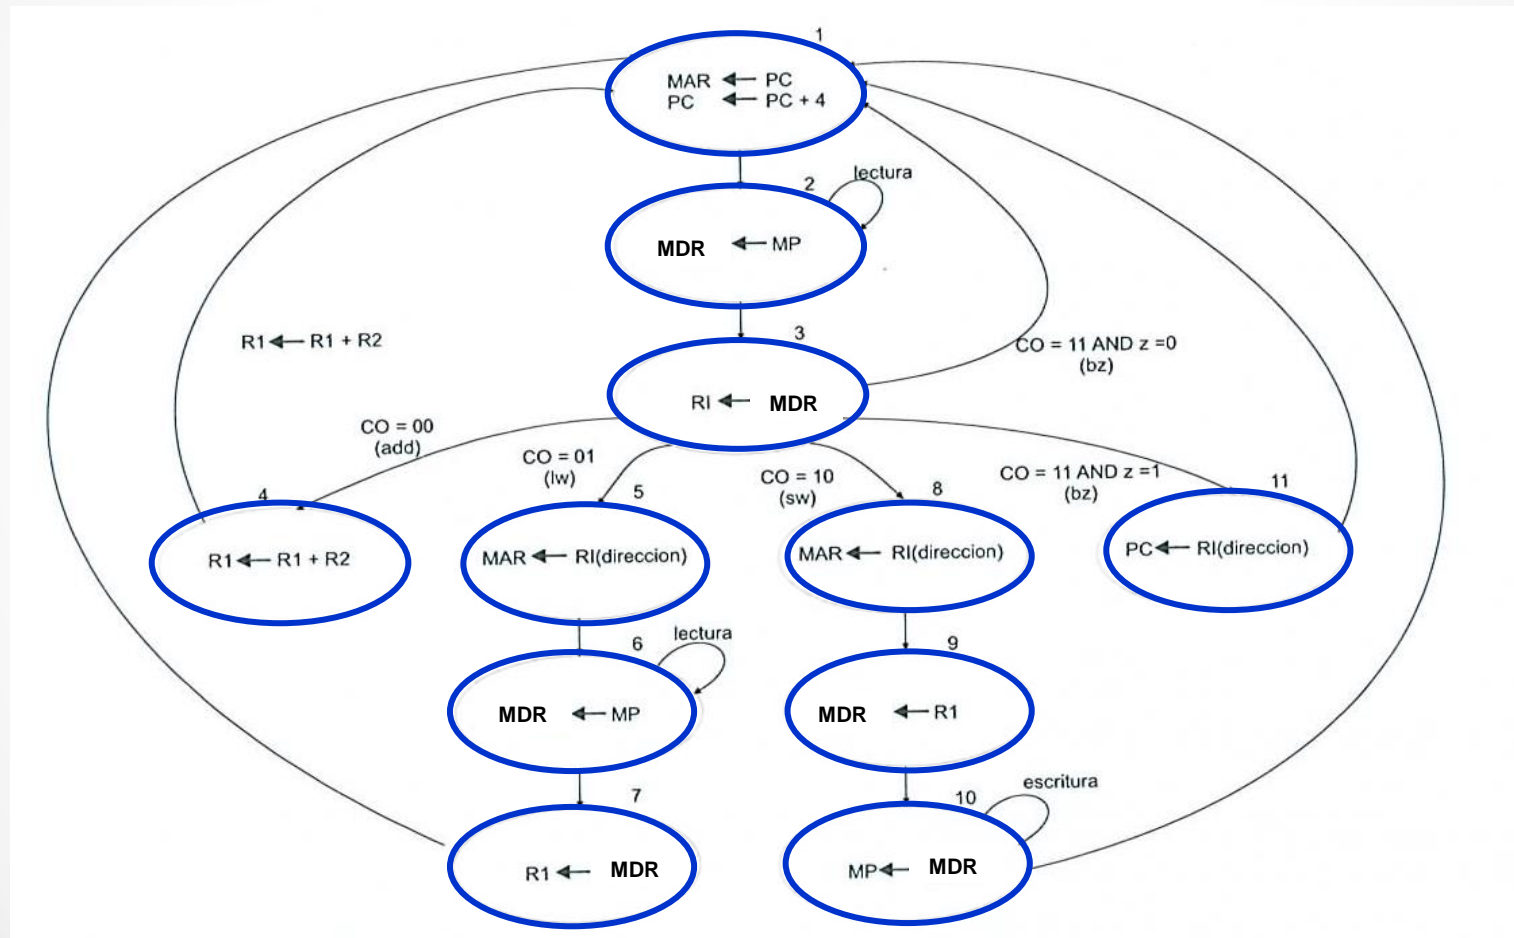 1
MAR ← PC
PC ← PC + 4
2
lectura
MDR ← MP
3
RI ← MDR
R1 ← R1 + R2
CO = 11 AND z =0
(bz)
CO = 00
(add)
CO = 01
(lw)
CO = 10
(sw)
CO = 11 AND z =1
(bz)
4
R1 ← R1 + R2
5
MAR ← RI(direccion)
8
MAR ← RI(direccion)
11
PC ← RI(direccion)
6
lectura
MDR ← MP
9
MDR ← R1
7
R1 ← MDR
10
escritura
MP ← MDR